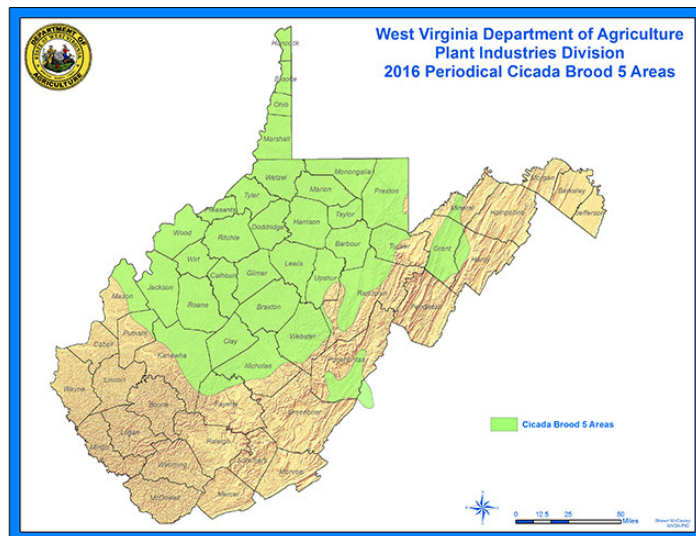 West Virginia Department of Agriculture
Plant Industries Division
2016 Periodical Cicada Brood 5 Areas
DEPARTMENT OF
AGRICULTURE
Hancock
Brooke
Ohio
Marshall
Wetzel
Monongalia
Marion
Preston
Morgan
Berkeley
Jefferson
Tyler
Pleasants
Taylor
Mineral
Hampshire
Wood
Ritchie
Doddridge
Harrison
Barbour
Tucker
Grant
Hardy
Wirt
Calhoun
Gilmer
Lewis
Upshur
Randolph
Pendleton
Mason
Jackson
Roane
Braxton
Webster
Putnam
Cabell
Kanawha
Clay
Nicholas
Pocahontas
Wayne
Lincoln
Boone
Fayette
Greenbrier
Mingo
Logan
Raleigh
Summers
Monroe
Wyoming
McDowell
Mercer
Cicada Brood 5 Areas
0 12.5 25 50
Miles